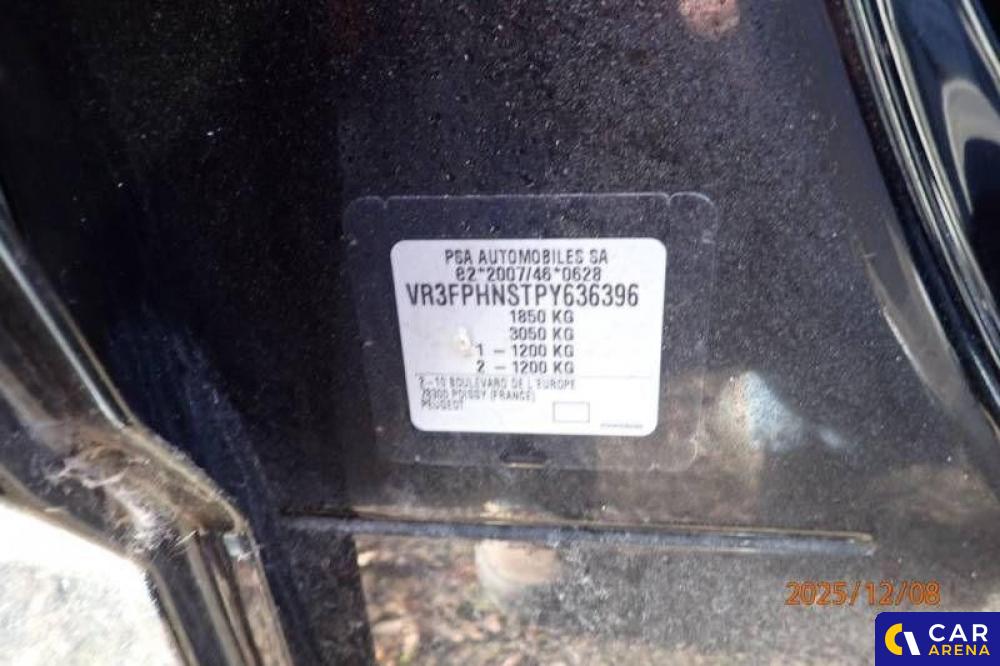 PSA AUTOMOBILES SA
e2*2007/46*0628
VR3FPHNSTPY636396
1850 KG
3050 KG
1 - 1200 KG
2 - 1200 KG
2 - 10 BOULEVARD DE L'EUROPE
78300 POISSY (FRANCE)
PEUGEOT
2025/12/08
CAR
ARENA